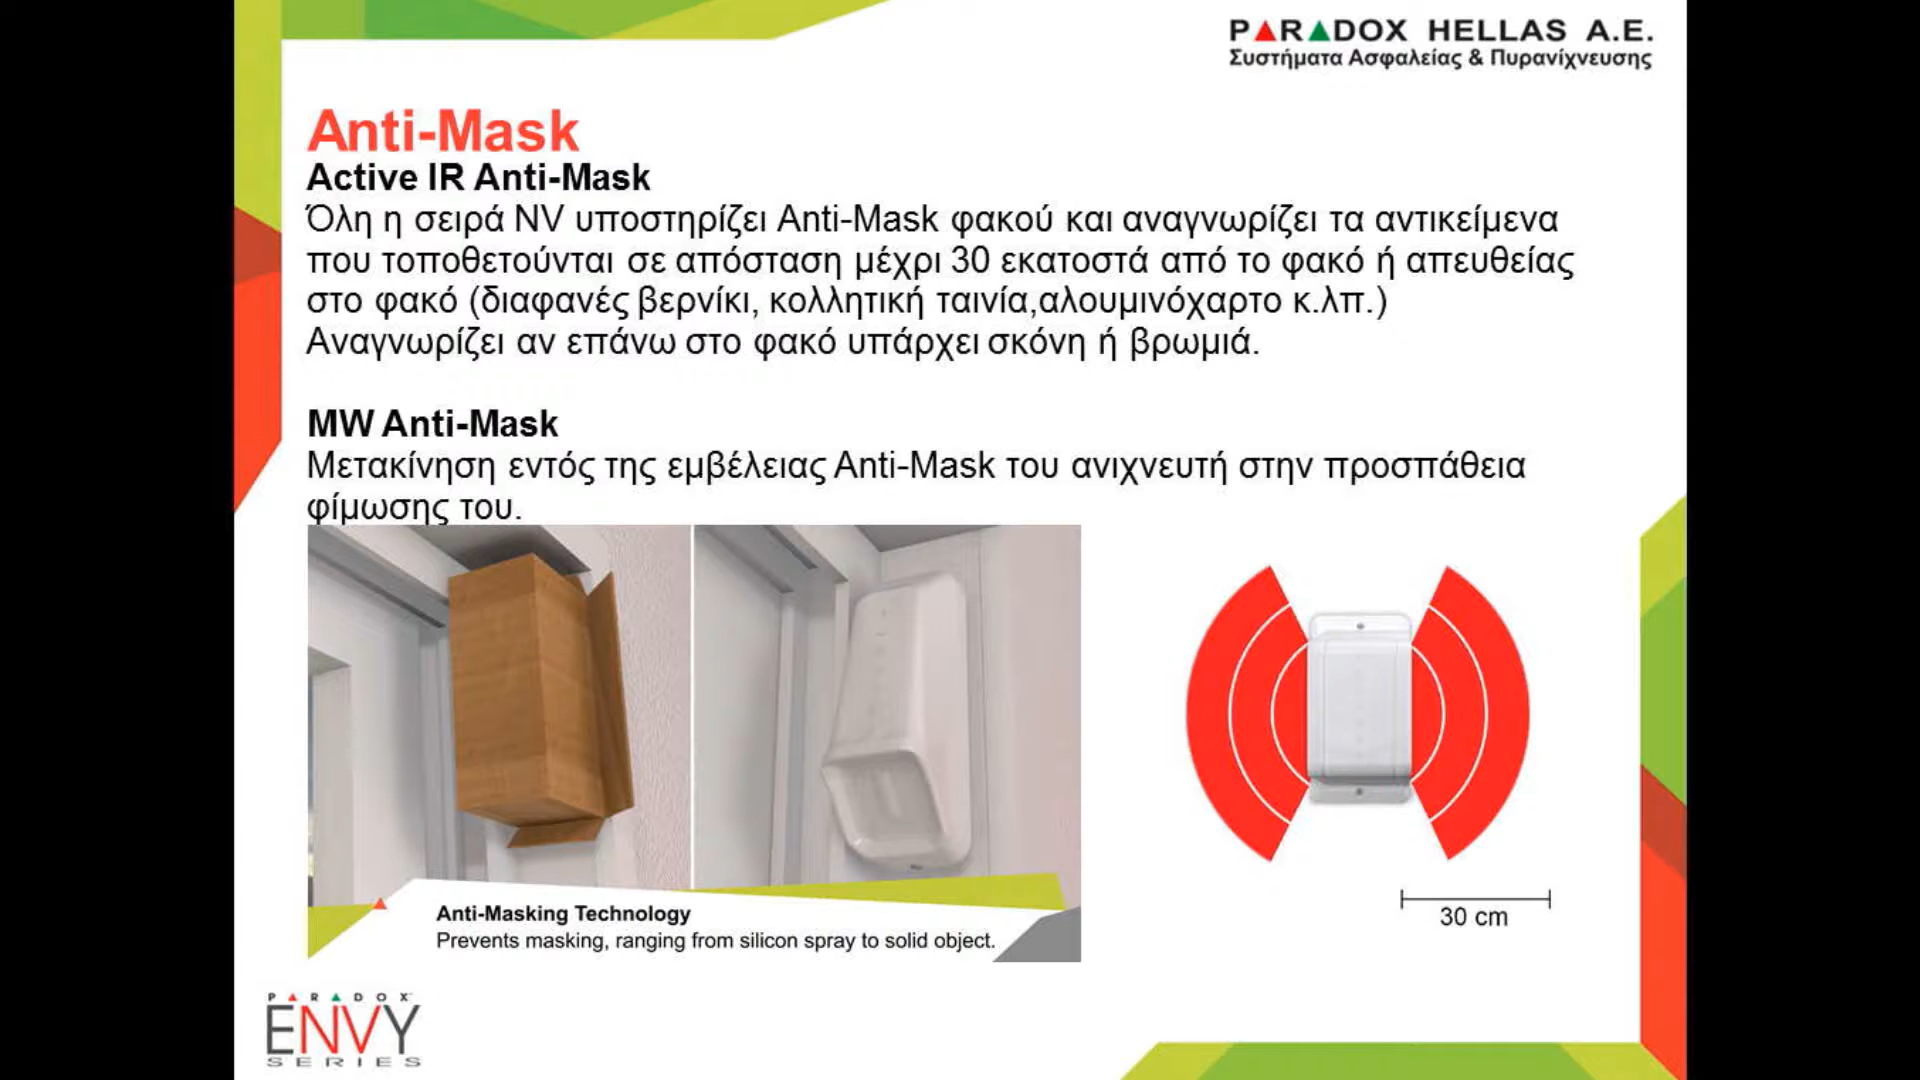 PARADOX HELLAS A.E.
Συστήματα Ασφαλείας & Πυρανίχνευσης
Anti-Mask
Active IR Anti-Mask
Όλη η σειρά NV υποστηρίζει Anti-Mask φακού και αναγνωρίζει τα αντικείμενα
που τοποθετούνται σε απόσταση μέχρι 30 εκατοστά από το φακό ή απευθείας
στο φακό (διαφανές βερνίκι, κολλητική ταινία,αλουμινόχαρτο κ.λπ.)
Αναγνωρίζει αν επάνω στο φακό υπάρχει σκόνη ή βρωμιά.
MW Anti-Mask
Μετακίνηση εντός της εμβέλειας Anti-Mask του ανιχνευτή στην προσπάθεια
φίμωσης του.
Anti-Masking Technology
Prevents masking, ranging from silicon spray to solid object.
30 cm
PARADOX
ENVY
SERIES